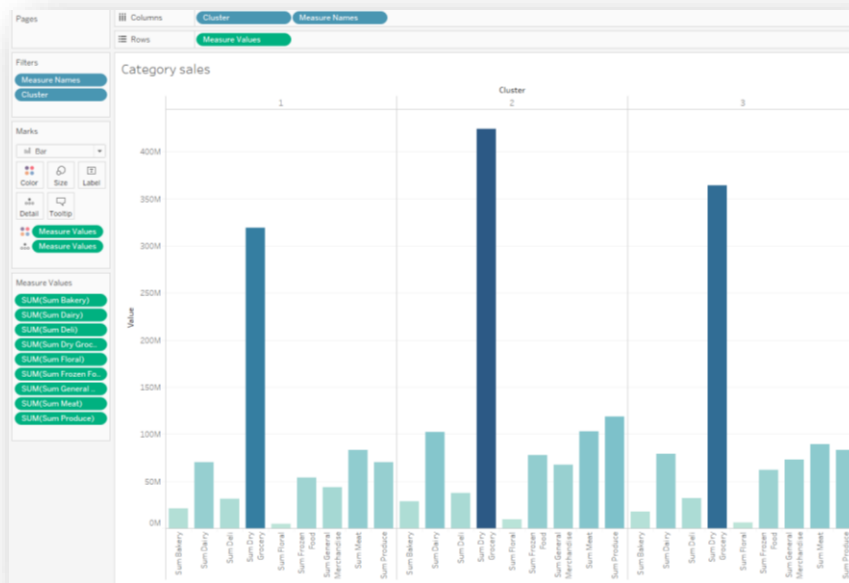 Pages
Columns
Cluster
Measure Names
Rows
Measure Values
Filters
Measure Names
Cluster
Marks
Bar
Color
Size
Label
Detail
Tooltip
Measure Values
Measure Values
Measure Values
SUM(Sum Bakery)
SUM(Sum Dairy)
SUM(Sum Deli)
SUM(Sum Dry Groc..
SUM(Sum Floral)
SUM(Sum Frozen Fo..
SUM(Sum General ..
SUM(Sum Meat)
SUM(Sum Produce)
Category sales
Cluster
1
2
3
Value
400M
350M
300M
250M
200M
150M
100M
50M
0M
Sum Bakery
Sum Dairy
Sum Deli
Sum Dry
Grocery
Sum Floral
Sum Frozen
Food
Sum General
Merchandise
Sum Meat
Sum Produce
Sum Bakery
Sum Dairy
Sum Deli
Sum Dry
Grocery
Sum Floral
Sum Frozen
Food
Sum General
Merchandise
Sum Meat
Sum Produce
Sum Bakery
Sum Dairy
Sum Deli
Sum Dry
Grocery
Sum Floral
Sum Frozen
Food
Sum General
Merchandise
Sum Meat
Sum Produce